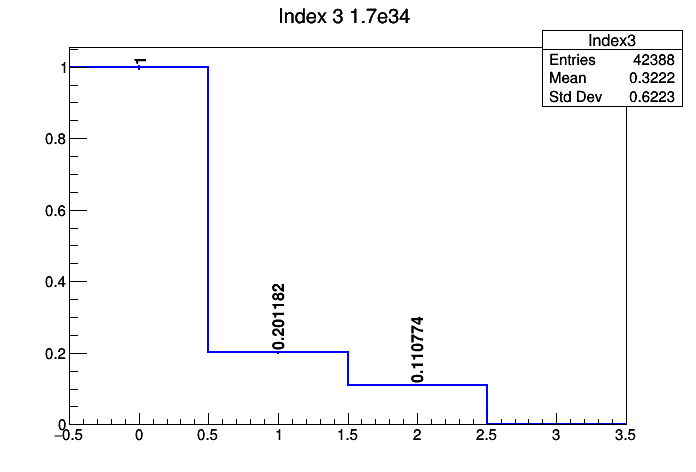 Index 3 1.7e34
Index3
Entries 42388
Mean 0.3222
Std Dev 0.6223
1
0.8
0.6
0.4
0.2
0
1
0.201182
0.110774
−0.5 0 0.5 1 1.5 2 2.5 3 3.5